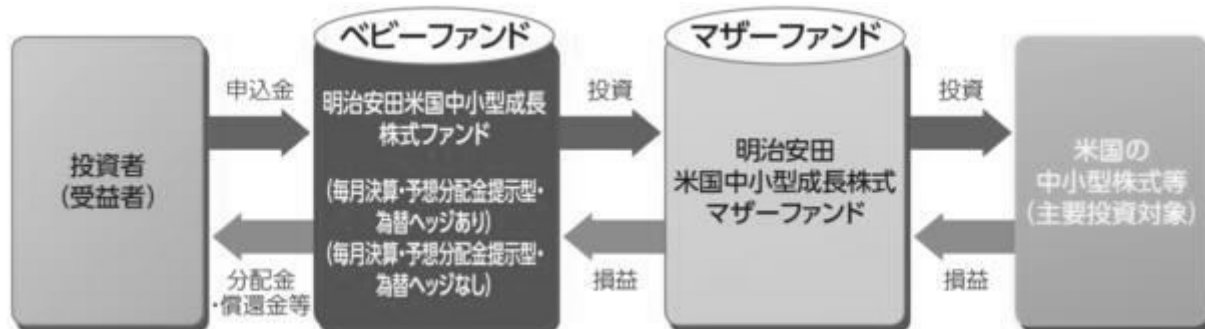 投資者
(受益者)
申込金
分配金
・償還金等
ベビーファンド
明治安田米国中小型成長
株式ファンド
(毎月決算・予想分配金提示型・
為替ヘッジあり)
(毎月決算・予想分配金提示型・
為替ヘッジなし)
投資
損益
マザーファンド
明治安田
米国中小型成長株式
マザーファンド
投資
損益
米国の
中小型株式等
(主要投資対象)